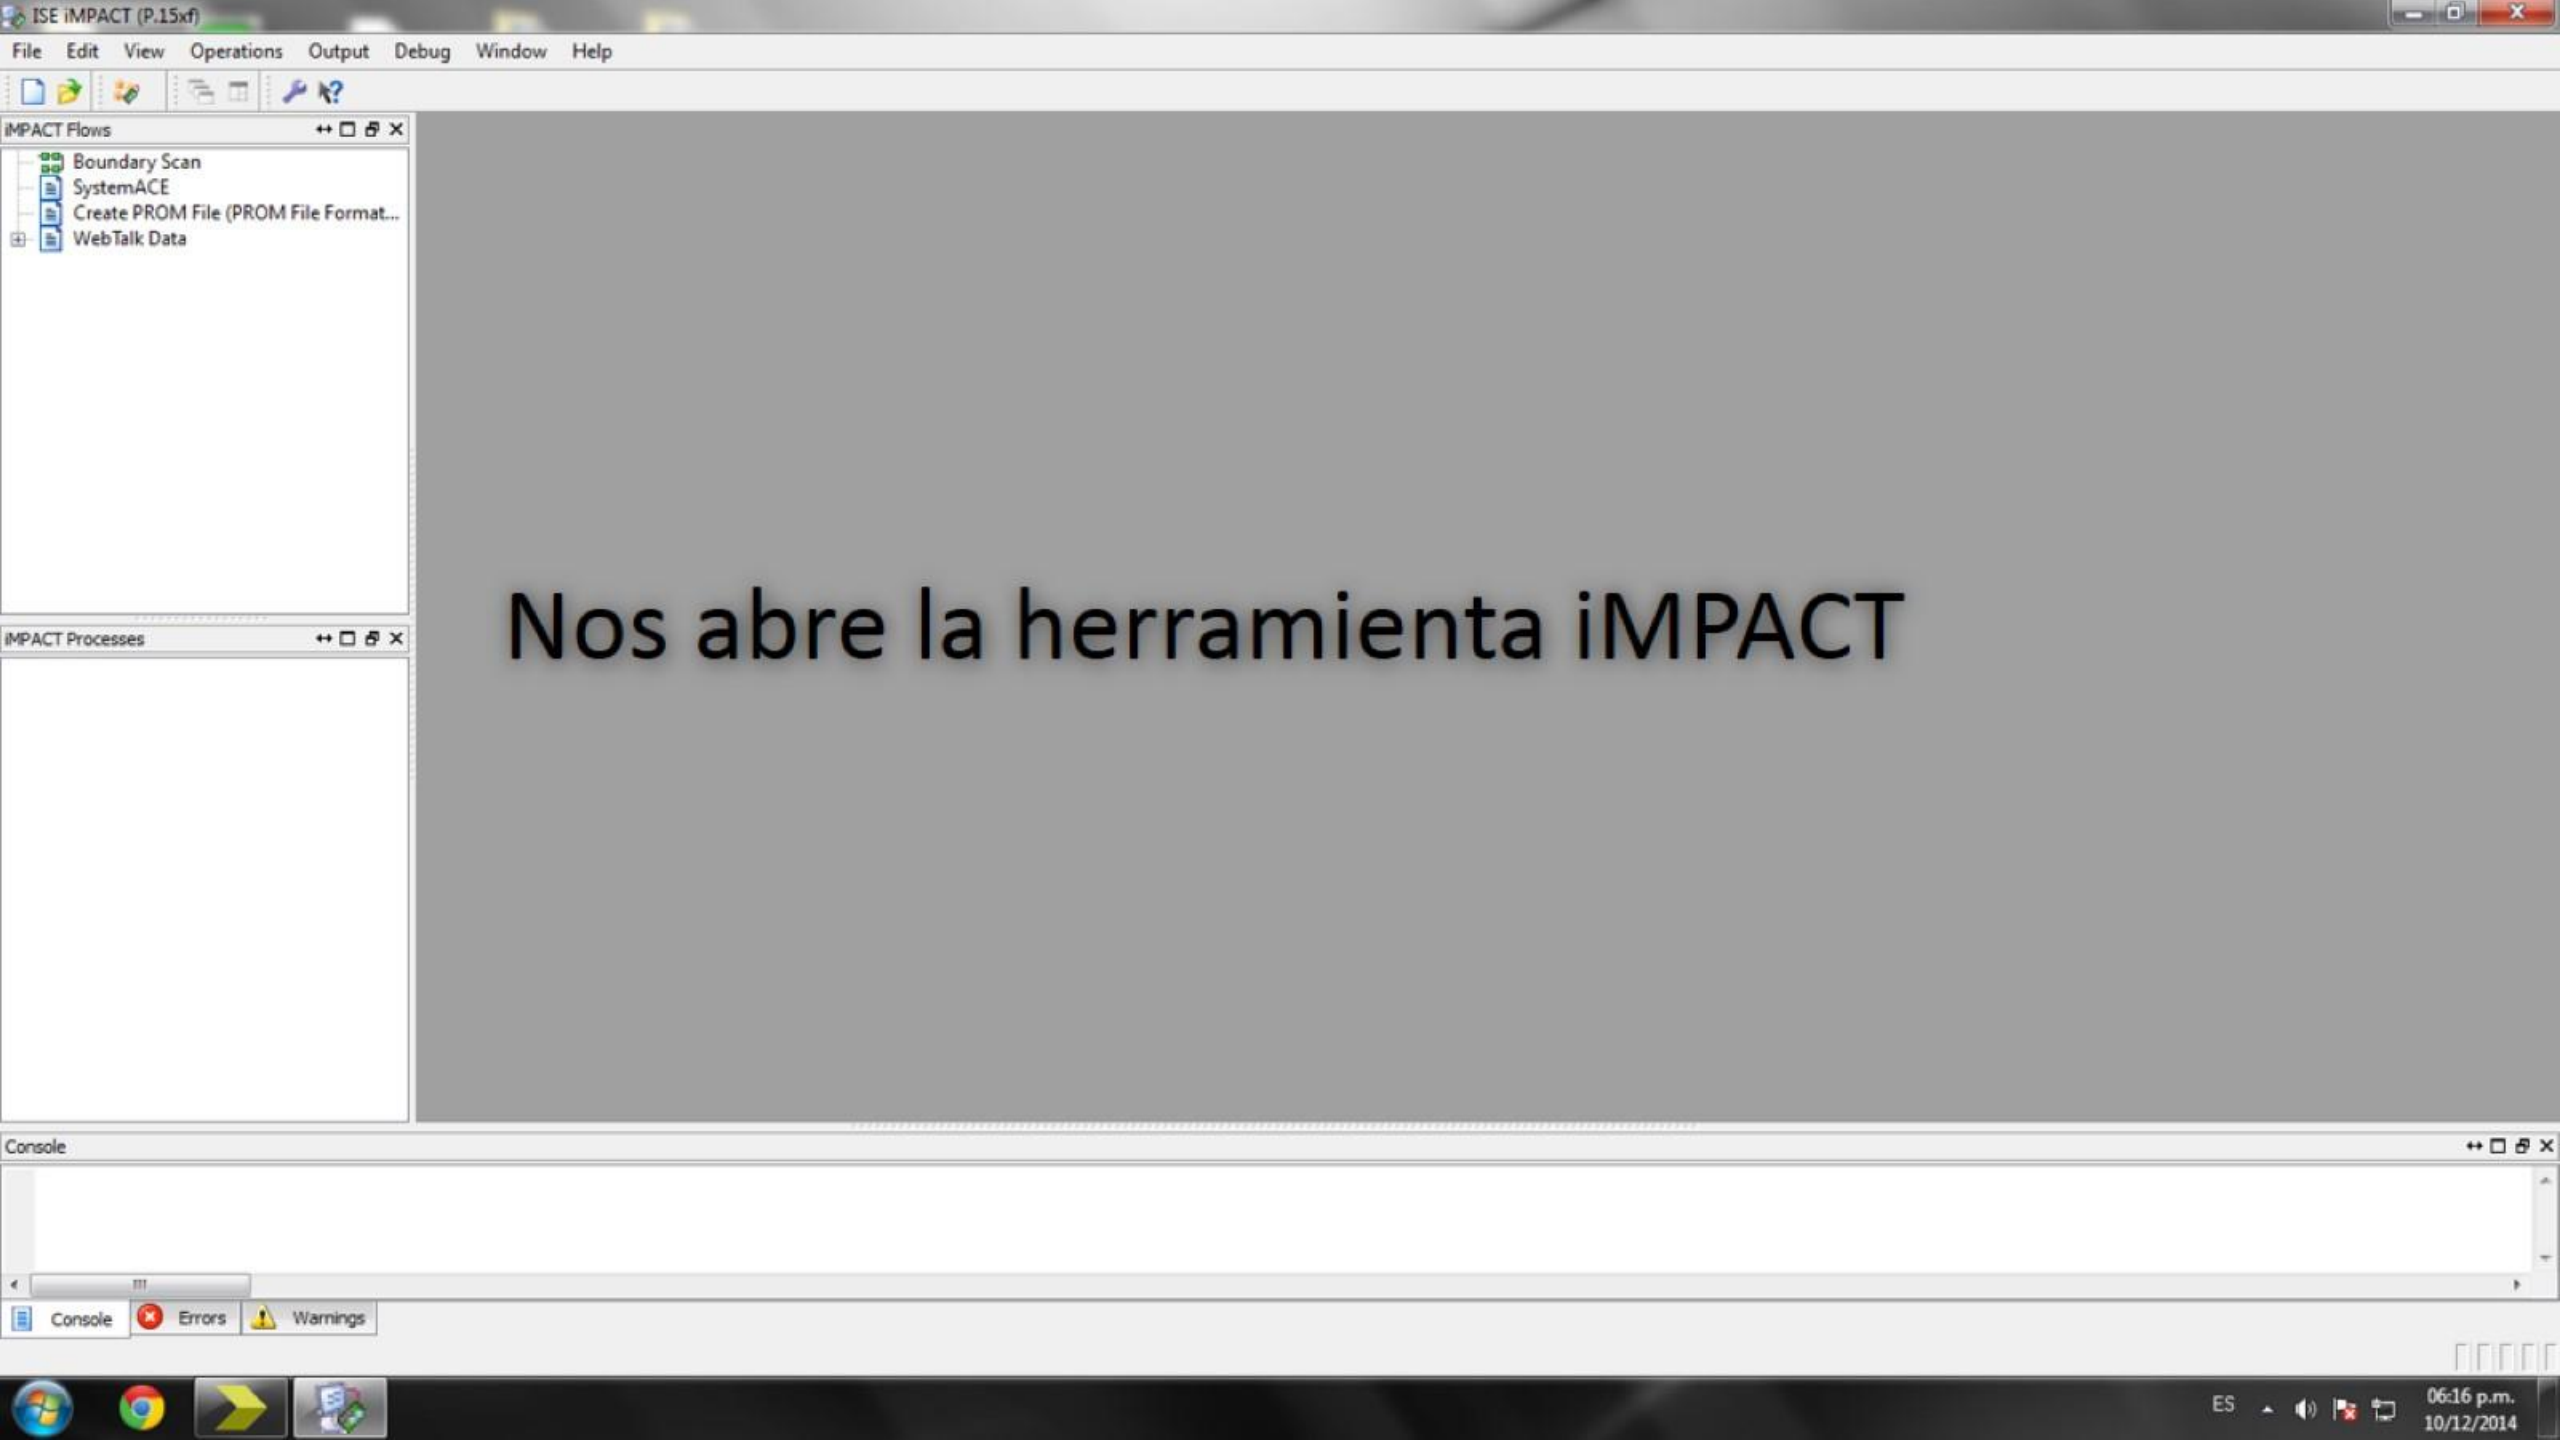 ISE iMPACT (P.15xf)
File Edit View Operations Output Debug Window Help
iMPACT Flows
Boundary Scan
SystemACE
Create PROM File (PROM File Format...
WebTalk Data
Nos abre la herramienta iMPACT
iMPACT Processes
Console
Console Errors Warnings
ES
06:16 p.m.
10/12/2014